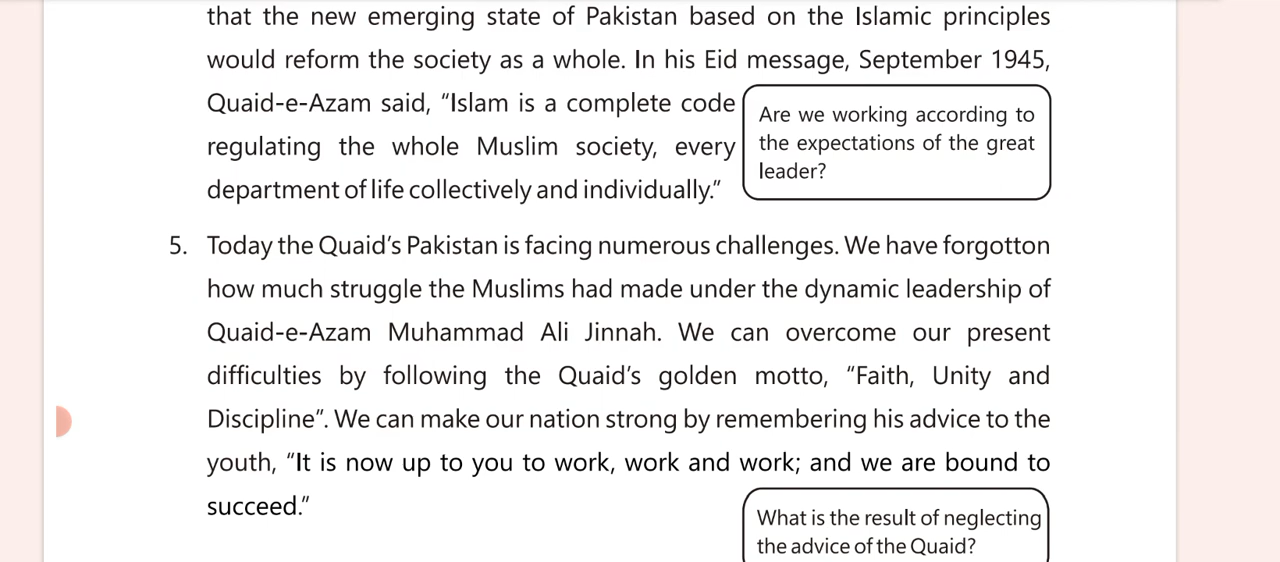 that the new emerging state of Pakistan based on the Islamic principles
would reform the society as a whole. In his Eid message, September 1945,
Quaid-e-Azam said, “Islam is a complete code
regulating the whole Muslim society, every
department of life collectively and individually.”
Are we working according to
the expectations of the great
leader?
5. Today the Quaid’s Pakistan is facing numerous challenges. We have forgotton
how much struggle the Muslims had made under the dynamic leadership of
Quaid-e-Azam Muhammad Ali Jinnah. We can overcome our present
difficulties by following the Quaid’s golden motto, “Faith, Unity and
Discipline”. We can make our nation strong by remembering his advice to the
youth, “It is now up to you to work, work and work; and we are bound to
succeed.”
What is the result of neglecting
the advice of the Quaid?